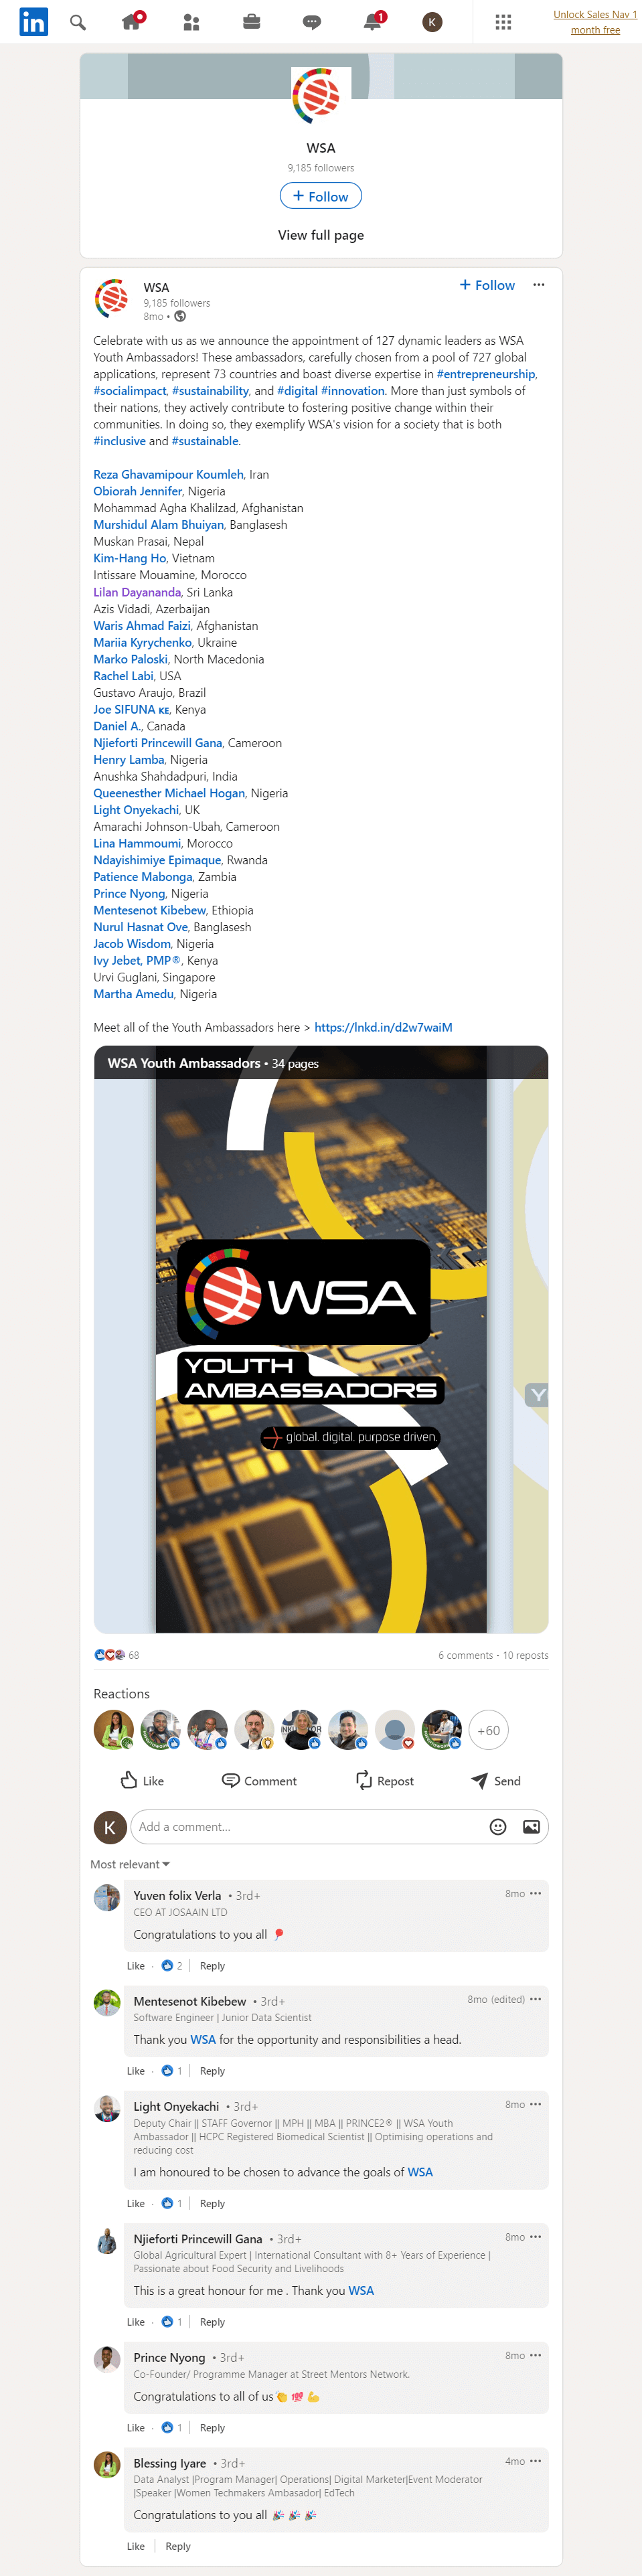 in
1
K
Unlock Sales Nav 1
month free
WSA
9,185 followers
+ Follow
View full page
WSA
9,185 followers
8mo •
+ Follow
Celebrate with us as we announce the appointment of 127 dynamic leaders as WSA
Youth Ambassadors! These ambassadors, carefully chosen from a pool of 727 global
applications, represent 73 countries and boast diverse expertise in #entrepreneurship,
#socialimpact, #sustainability, and #digital #innovation. More than just symbols of
their nations, they actively contribute to fostering positive change within their
communities. In doing so, they exemplify WSA's vision for a society that is both
#inclusive and #sustainable.
Reza Ghavamipour Koumleh, Iran
Obiorah Jennifer, Nigeria
Mohammad Agha Khalilzad, Afghanistan
Murshidul Alam Bhuiyan, Banglasesh
Muskan Prasai, Nepal
Kim-Hang Ho, Vietnam
Intissare Mouamine, Morocco
Lilan Dayananda, Sri Lanka
Azis Vidadi, Azerbaijan
Waris Ahmad Faizi, Afghanistan
Mariia Kyrychenko, Ukraine
Marko Paloski, North Macedonia
Rachel Labi, USA
Gustavo Araujo, Brazil
Joe SIFUNA KE, Kenya
Daniel A., Canada
Njieforti Princewill Gana, Cameroon
Henry Lamba, Nigeria
Anushka Shahdadpuri, India
Queenesther Michael Hogan, Nigeria
Light Onyekachi, UK
Amarachi Johnson-Ubah, Cameroon
Lina Hammoumi, Morocco
Ndayishimiye Epimaque, Rwanda
Patience Mabonga, Zambia
Prince Nyong, Nigeria
Mentesenot Kibebew, Ethiopia
Nurul Hasnat Ove, Banglasesh
Jacob Wisdom, Nigeria
Ivy Jebet, PMP®, Kenya
Urvi Guglani, Singapore
Martha Amedu, Nigeria
Meet all of the Youth Ambassadors here > https://lnkd.in/d2w7waiM
WSA Youth Ambassadors • 34 pages
WSA
YOUTH
AMBASSADORS
global. digital. purpose driven.
68
6 comments • 10 reposts
Reactions
+60
Like
Comment
Repost
Send
K
Add a comment...
Most relevant
Yuven folix Verla • 3rd+
8mo
CEO AT JOSAAIN LTD
Congratulations to you all 🎈
Like · 2 | Reply
Mentesenot Kibebew • 3rd+
8mo (edited)
Software Engineer | Junior Data Scientist
Thank you WSA for the opportunity and responsibilities a head.
Like · 1 | Reply
Light Onyekachi • 3rd+
8mo
Deputy Chair || STAFF Governor || MPH || MBA || PRINCE2® || WSA Youth
Ambassador || HCPC Registered Biomedical Scientist || Optimising operations and
reducing cost
I am honoured to be chosen to advance the goals of WSA
Like · 1 | Reply
Njieforti Princewill Gana • 3rd+
8mo
Global Agricultural Expert | International Consultant with 8+ Years of Experience |
Passionate about Food Security and Livelihoods
This is a great honour for me . Thank you WSA
Like · 1 | Reply
Prince Nyong • 3rd+
8mo
Co-Founder/ Programme Manager at Street Mentors Network.
Congratulations to all of us 👏 💯 💪
Like · 1 | Reply
Blessing Iyare • 3rd+
4mo
Data Analyst |Program Manager| Operations| Digital Marketer|Event Moderator
|Speaker |Women Techmakers Ambasador| EdTech
Congratulations to you all 🎉 🎉 🎉
Like | Reply